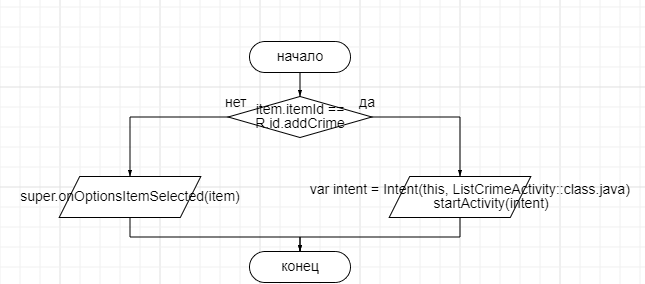 начало
нет
да
item.itemId ==
R.id.addCrime
super.onOptionsItemSelected(item)
var intent = Intent(this, ListCrimeActivity::class.java)
startActivity(intent)
конец